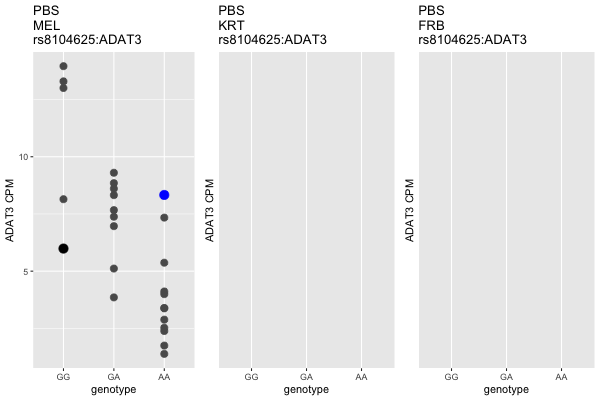 PBS
MEL
rs8104625:ADAT3
PBS
KRT
rs8104625:ADAT3
PBS
FRB
rs8104625:ADAT3
ADAT3 CPM
10
5
GG
GA
AA
genotype
ADAT3 CPM
GG
GA
AA
genotype
ADAT3 CPM
GG
GA
AA
genotype